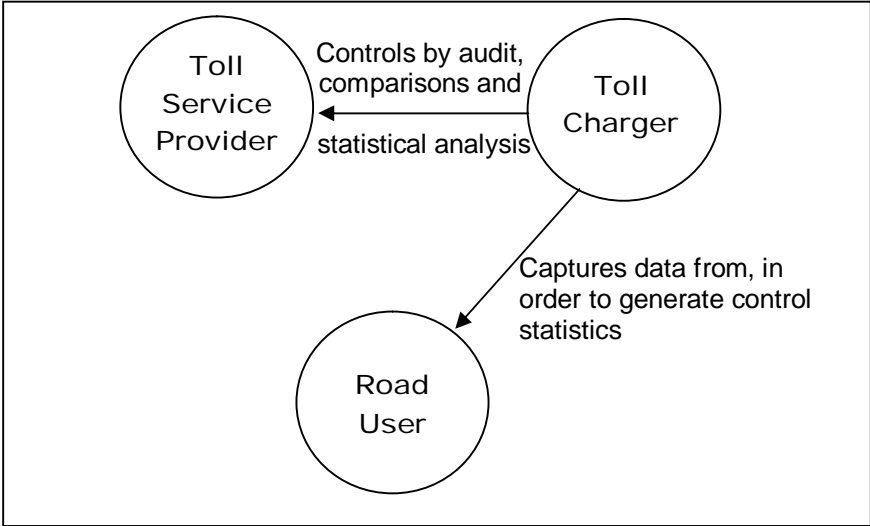 Toll
Service
Provider
Controls by audit,
comparisons and
statistical analysis
Toll
Charger
Captures data from, in
order to generate control
statistics
Road
User